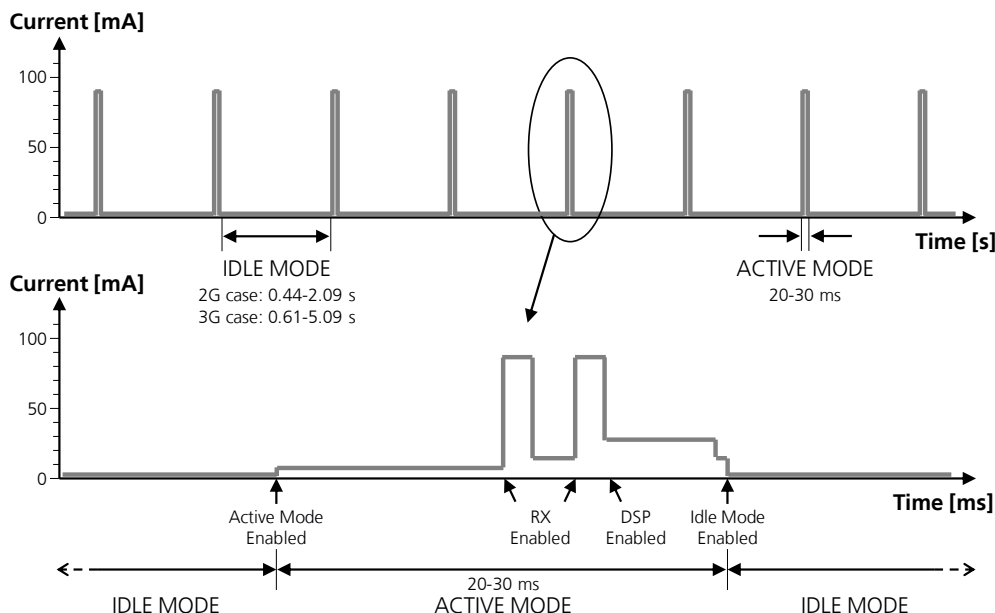 Current [mA]
100
50
0
Time [s]
IDLE MODE
2G case: 0.44-2.09 s
3G case: 0.61-5.09 s
ACTIVE MODE
20-30 ms
Current [mA]
100
50
0
Time [ms]
Active Mode
Enabled
RX
Enabled
DSP
Enabled
Idle Mode
Enabled
20-30 ms
IDLE MODE
ACTIVE MODE
IDLE MODE